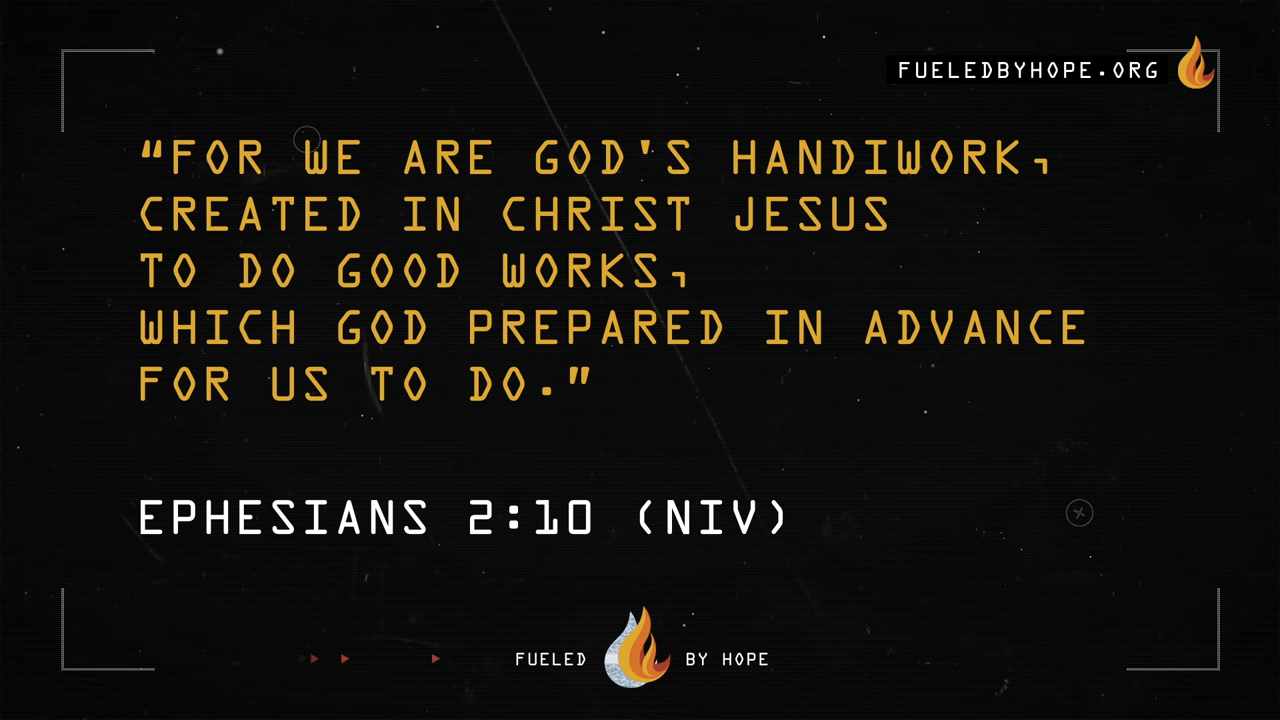 FUELEDBYHOPE.ORG
“FOR WE ARE GOD'S HANDIWORK,
CREATED IN CHRIST JESUS
TO DO GOOD WORKS,
WHICH GOD PREPARED IN ADVANCE
FOR US TO DO.”
EPHESIANS 2:10 (NIV)
FUELED BY HOPE